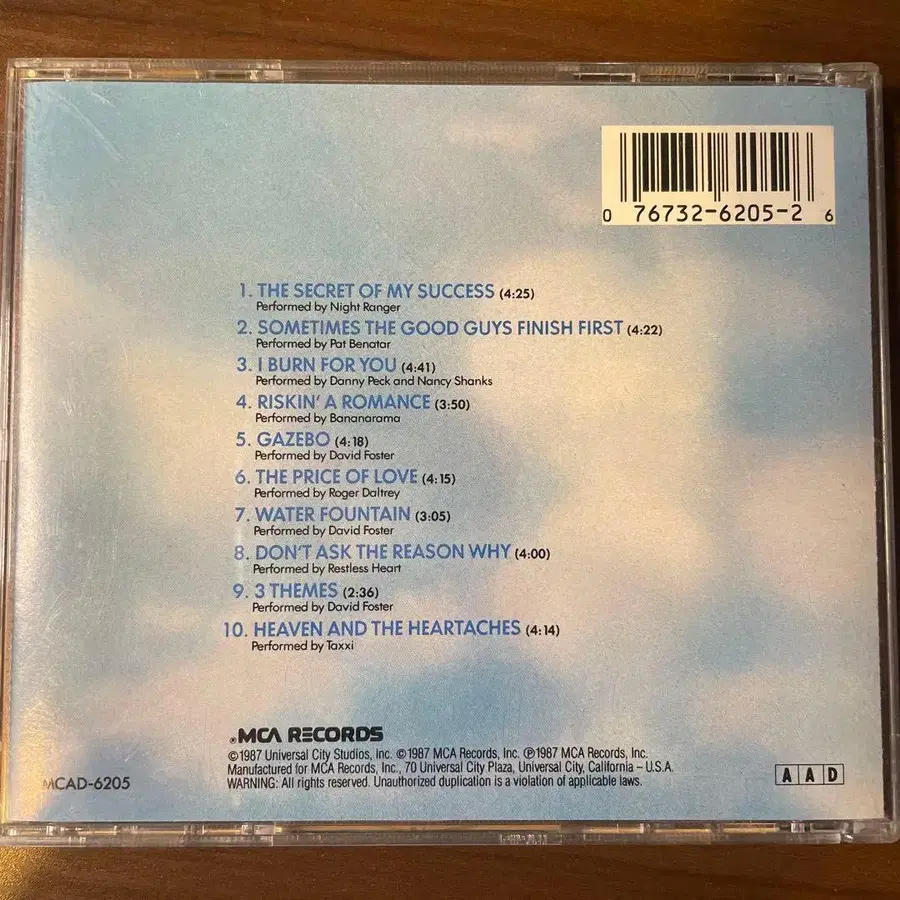 0 76732-6205-2 6
1. THE SECRET OF MY SUCCESS (4:25)
Performed by Night Ranger
2. SOMETIMES THE GOOD GUYS FINISH FIRST (4:22)
Performed by Pat Benatar
3. I BURN FOR YOU (4:41)
Performed by Danny Peck and Nancy Shanks
4. RISKIN' A ROMANCE (3:50)
Performed by Bananarama
5. GAZEBO (4:18)
Performed by David Foster
6. THE PRICE OF LOVE (4:15)
Performed by Roger Daltrey
7. WATER FOUNTAIN (3:05)
Performed by David Foster
8. DON'T ASK THE REASON WHY (4:00)
Performed by Restless Heart
9. 3 THEMES (2:36)
Performed by David Foster
10. HEAVEN AND THE HEARTACHES (4:14)
Performed by Taxxi
®MCA RECORDS
©1987 Universal City Studios, Inc. ©1987 MCA Records, Inc. ℗1987 MCA Records, Inc.
Manufactured for MCA Records, Inc., 70 Universal City Plaza, Universal City, California – U.S.A.
WARNING: All rights reserved. Unauthorized duplication is a violation of applicable laws.
MCAD-6205
A A D